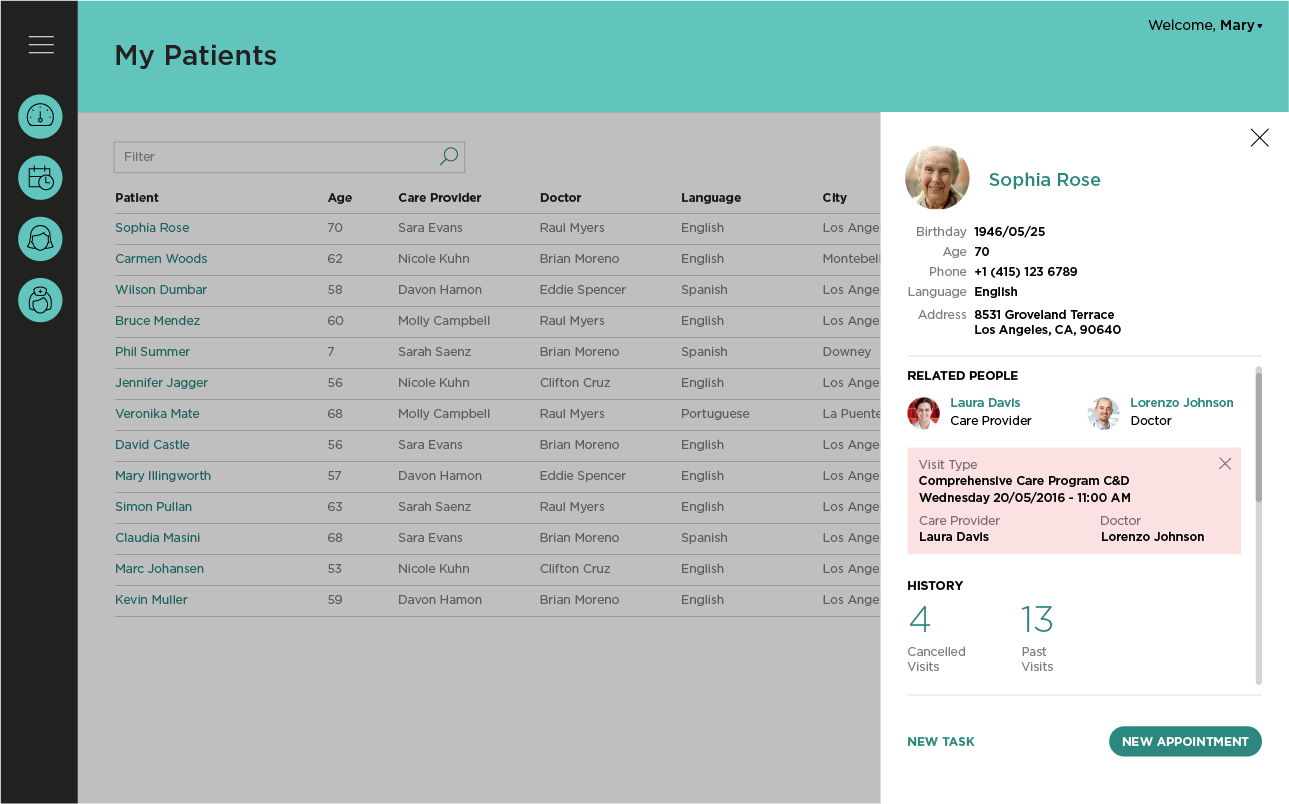 Welcome, Mary
My Patients
Filter
Patient Age Care Provider Doctor Language City
Sophia Rose 70 Sara Evans Raul Myers English Los Ange
Carmen Woods 62 Nicole Kuhn Brian Moreno English Montebel
Wilson Dumbar 58 Davon Hamon Eddie Spencer Spanish Los Ange
Bruce Mendez 60 Molly Campbell Raul Myers English Los Ange
Phil Summer 7 Sarah Saenz Brian Moreno Spanish Downey
Jennifer Jagger 56 Nicole Kuhn Clifton Cruz English Los Ange
Veronika Mate 68 Molly Campbell Raul Myers Portuguese La Puente
David Castle 56 Sara Evans Brian Moreno English Los Ange
Mary Illingworth 57 Davon Hamon Eddie Spencer English Los Ange
Simon Pullan 63 Sarah Saenz Raul Myers English Los Ange
Claudia Masini 68 Sara Evans Brian Moreno Spanish Los Ange
Marc Johansen 53 Nicole Kuhn Clifton Cruz English Los Ange
Kevin Muller 59 Davon Hamon Brian Moreno English Los Ange
Sophia Rose
Birthday 1946/05/25
Age 70
Phone +1 (415) 123 6789
Language English
Address 8531 Groveland Terrace
Los Angeles, CA, 90640
RELATED PEOPLE
Laura Davis Lorenzo Johnson
Care Provider Doctor
Visit Type
Comprehensive Care Program C&D
Wednesday 20/05/2016 - 11:00 AM
Care Provider Doctor
Laura Davis Lorenzo Johnson
HISTORY
4 13
Cancelled Past
Visits Visits
NEW TASK NEW APPOINTMENT